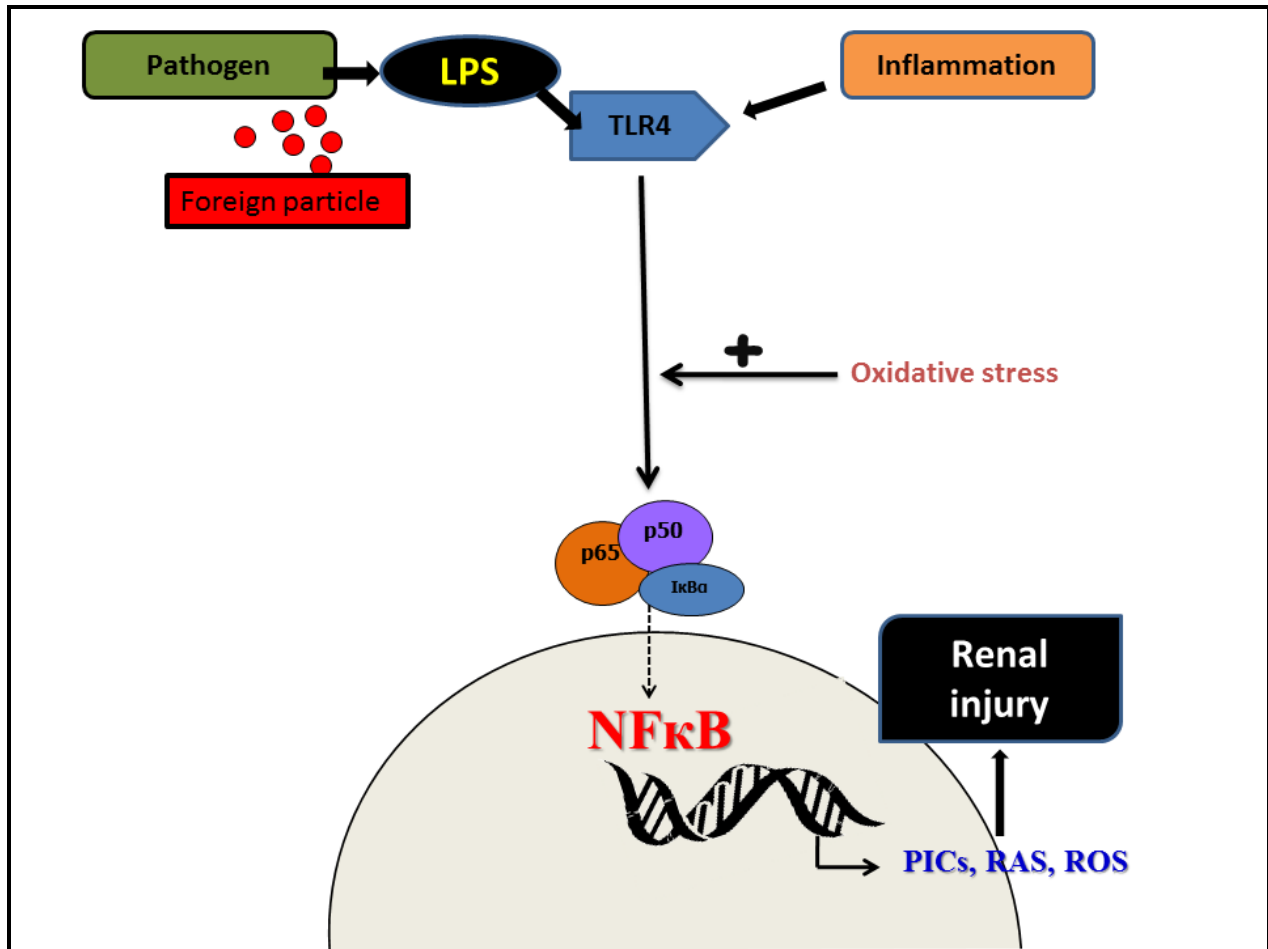 Pathogen
LPS
Inflammation
TLR4
Foreign particle
+
Oxidative stress
p50
p65
IκBα
Renal
injury
NFκB
PICs, RAS, ROS